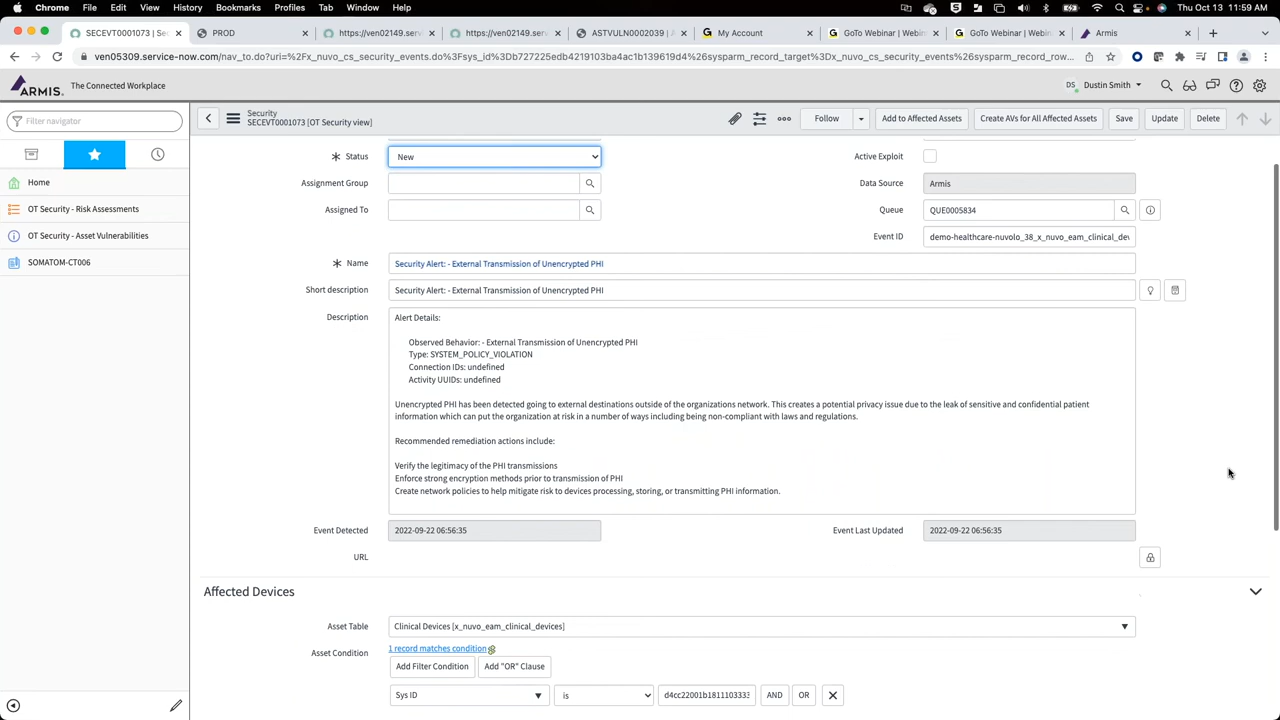 Chrome File Edit View History Bookmarks Profiles Tab Window Help Thu Oct 13 11:59 AM
SECEVT0001073 | Sec PROD https://ven02149.servi https://ven02149.servi ASTVULN0002039 | A My Account GoTo Webinar | Webin GoTo Webinar | Webin Armis
ven05309.service-now.com/nav_to.do?uri=%2Fx_nuvo_cs_security_events.do%3Fsys_id%3Db727225edb4219103ba4ac1b139619d4%26sysparm_record_target%3Dx_nuvo_cs_security_events%26sysparm_record_row...
ARMIS The Connected Workplace DS Dustin Smith
Filter navigator
Security
SECEVT0001073 [OT Security view]
Follow Add to Affected Assets Create AVs for All Affected Assets Save Update Delete
Home
OT Security - Risk Assessments
OT Security - Asset Vulnerabilities
SOMATOM-CT006
Status New Active Exploit
Assignment Group Data Source Armis
Assigned To Queue QUE0005834
Event ID demo-healthcare-nuvolo_38_x_nuvo_eam_clinical_dev
Name Security Alert: - External Transmission of Unencrypted PHI
Short description Security Alert: - External Transmission of Unencrypted PHI
Description Alert Details:
Observed Behavior: - External Transmission of Unencrypted PHI
Type: SYSTEM_POLICY_VIOLATION
Connection IDs: undefined
Activity UUIDs: undefined
Unencrypted PHI has been detected going to external destinations outside of the organizations network. This creates a potential privacy issue due to the leak of sensitive and confidential patient
information which can put the organization at risk in a number of ways including being non-compliant with laws and regulations.
Recommended remediation actions include:
Verify the legitimacy of the PHI transmissions
Enforce strong encryption methods prior to transmission of PHI
Create network policies to help mitigate risk to devices processing, storing, or transmitting PHI information.
Event Detected 2022-09-22 06:56:35 Event Last Updated 2022-09-22 06:56:35
URL
Affected Devices
Asset Table Clinical Devices [x_nuvo_eam_clinical_devices]
Asset Condition 1 record matches condition
Add Filter Condition Add "OR" Clause
Sys ID is d4cc22001b1811103333 AND OR